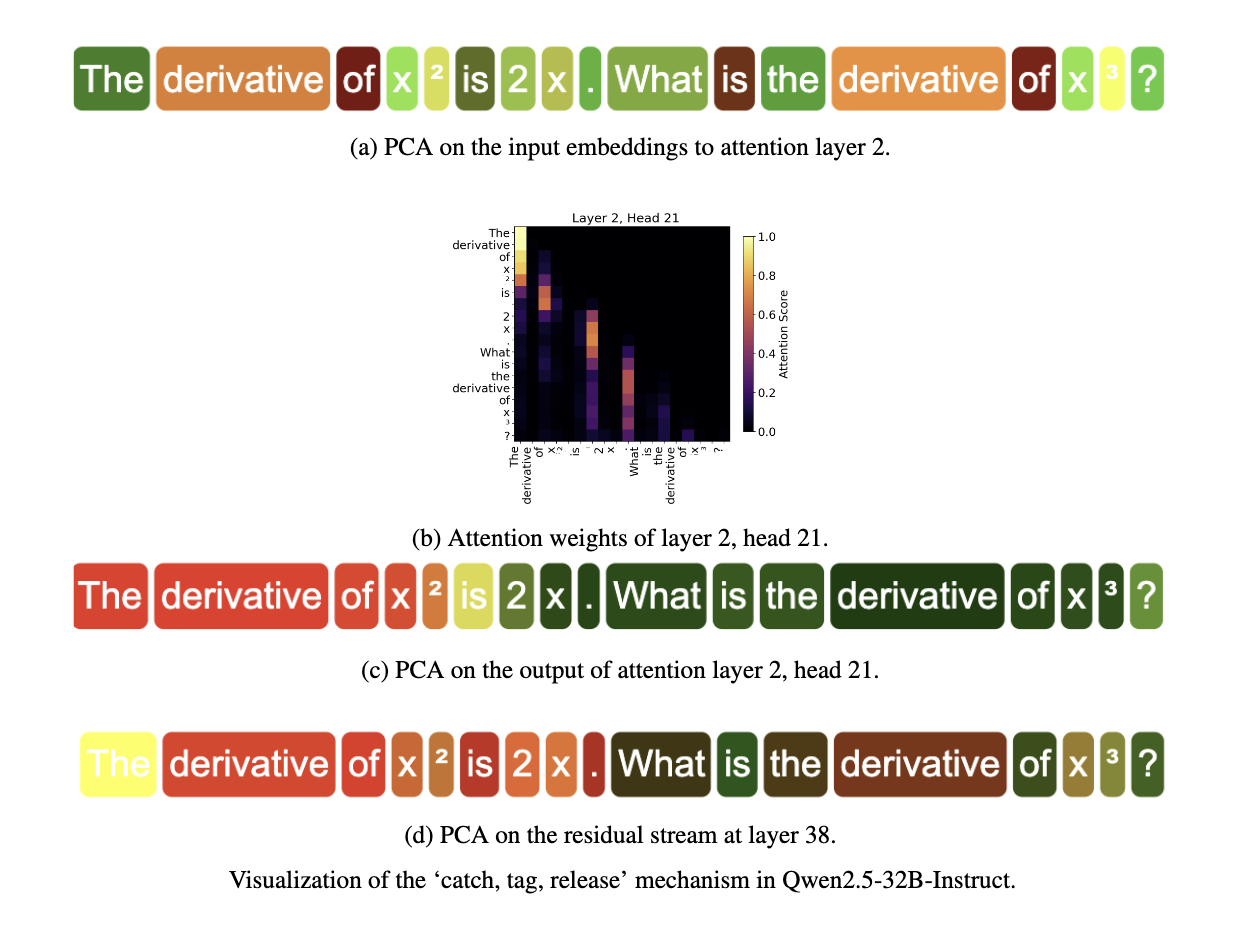 The derivative of x ² is 2 x . What is the derivative of x ³ ?
(a) PCA on the input embeddings to attention layer 2.
Layer 2, Head 21
The
derivative
of
x
²
is
2
x
.
What
is
the
derivative
of
x
³
?
1.0
0.8
0.6
0.4
0.2
0.0
Attention Score
The derivative of x ² is 2 x . What is the derivative of x ³ ?
(b) Attention weights of layer 2, head 21.
The derivative of x ² is 2 x . What is the derivative of x ³ ?
(c) PCA on the output of attention layer 2, head 21.
The derivative of x ² is 2 x . What is the derivative of x ³ ?
(d) PCA on the residual stream at layer 38.
Visualization of the ‘catch, tag, release’ mechanism in Qwen2.5-32B-Instruct.